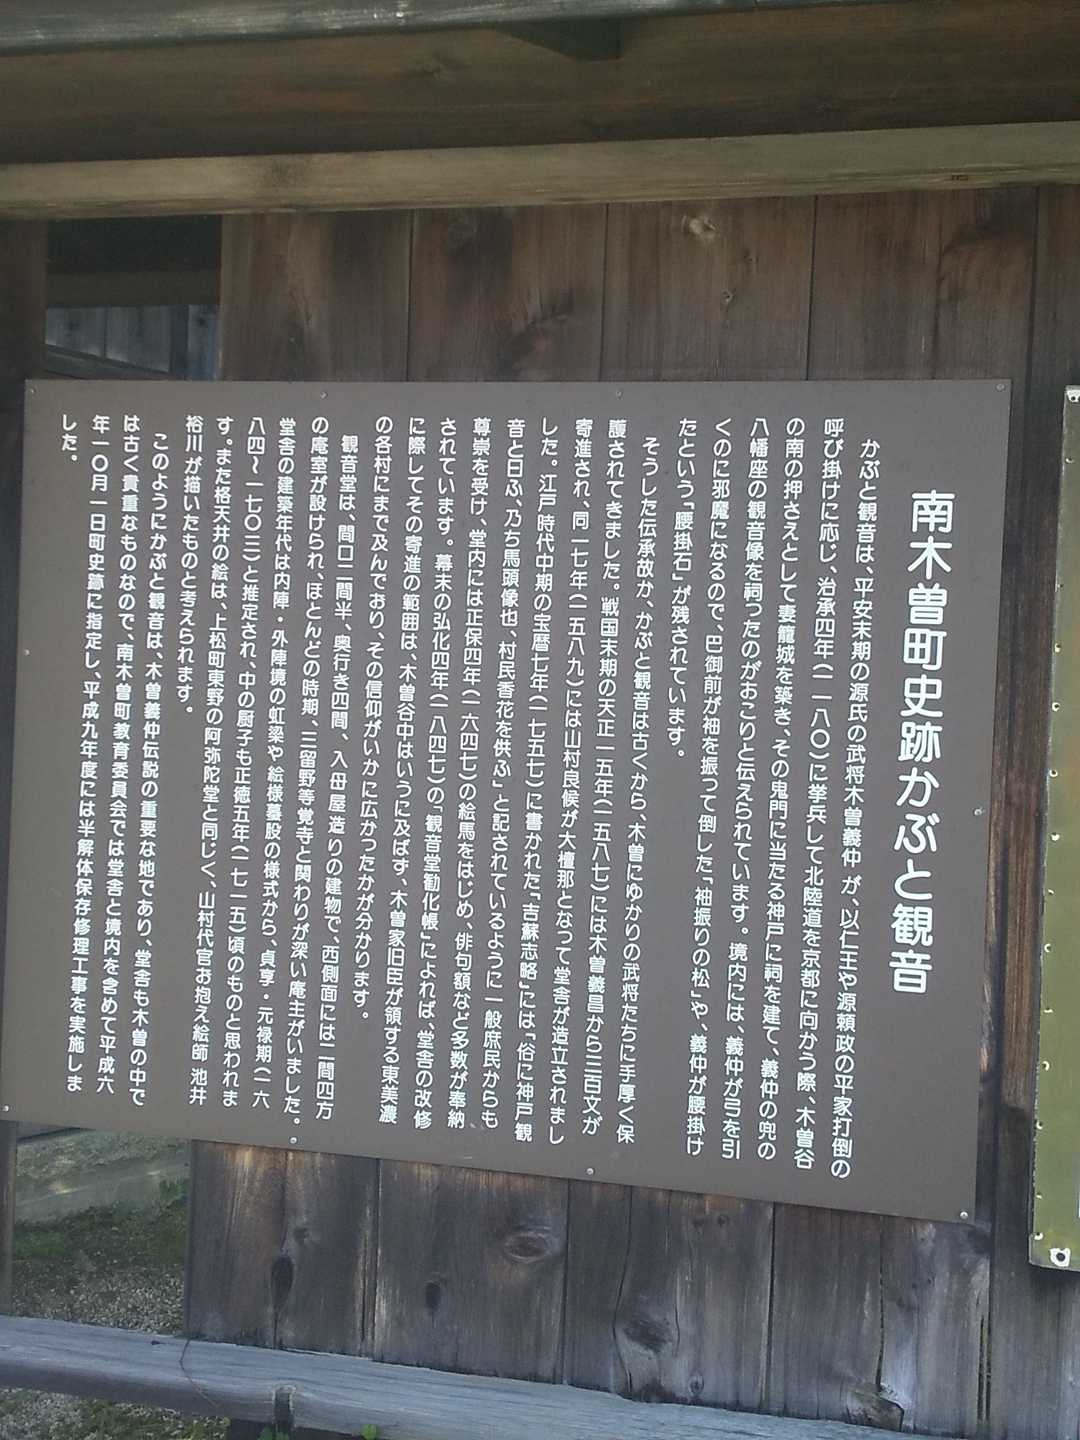 南木曽町史跡かぶと観音
かぶと観音は、平安末期の源氏の武将木曽義仲が、以仁王や源頼政の平家打倒の
呼び掛けに応じ、治承四年(一一八〇)に挙兵して北陸道を京都に向かう際、木曽谷
の南の押さえとして妻籠城を築き、その鬼門に当たる神戸に祠を建て、義仲の兜の
八幡座の観音像を祠ったのがおこりと伝えられています。境内には、義仲が弓を引
くのに邪魔になるので、巴御前が袖を振って倒した「袖振りの松」や、義仲が腰掛け
たという「腰掛石」が残されています。
そうした伝承故か、かぶと観音は古くから、木曽にゆかりの武将たちに手厚く保
護されてきました。戦国末期の天正一五年(一五八七)には木曽義昌から三百文が
寄進され、同一七年(一五八九)には山村良候が大檀那となって堂舎が造立されまし
した。江戸時代中期の宝暦七年(一七五七)に書かれた「吉蘇志略」には「俗に神戸観
音と曰ふ、乃ち馬頭像也、村民香花を供ふ」と記されているように一般庶民からも
尊崇を受け、堂内には正保四年(一六四七)の絵馬をはじめ、俳句額など多数が奉納
されています。幕末の弘化四年(一八四七)の「観音堂勧化帳」によれば、堂舎の改修
に際してその寄進の範囲は、木曽谷中はいうに及ばず、木曽家旧臣が領する東美濃
の各村にまで及んでおり、その信仰がいかに広かったかが分かります。
観音堂は、間口二間半、奥行き四間、入母屋造りの建物で、西側面には二間四方
の庵室が設けられ、ほとんどの時期、三留野等覚寺と関わりが深い庵主がいました。
堂舎の建築年代は内陣・外陣境の虹梁や絵様蟇股の様式から、貞享・元禄期(一六
八四〜一七〇三)と推定され、中の厨子も正徳五年(一七一五)頃のものと思われま
す。また格天井の絵は、上松町東野の阿弥陀堂と同じく、山村代官お抱え絵師 池井
裕川が描いたものと考えられます。
このようにかぶと観音は、木曽義仲伝説の重要な地であり、堂舎も木曽の中で
は古く貴重なものなので、南木曽町教育委員会では堂舎と境内を含めて平成六
年一〇月一日町史跡に指定し、平成九年度には半解体保存修理工事を実施しま
した。